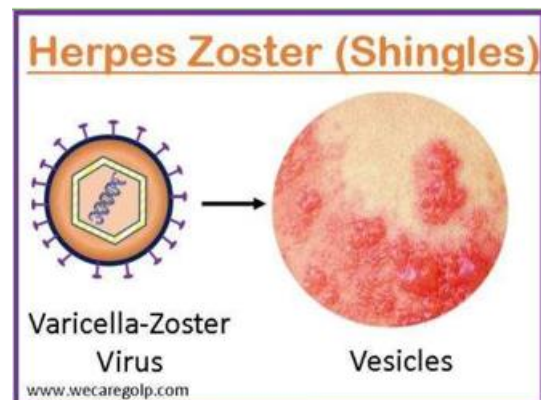 Herpes Zoster (Shingles)
Varicella-Zoster
Virus
Vesicles
www.wecaregolp.com